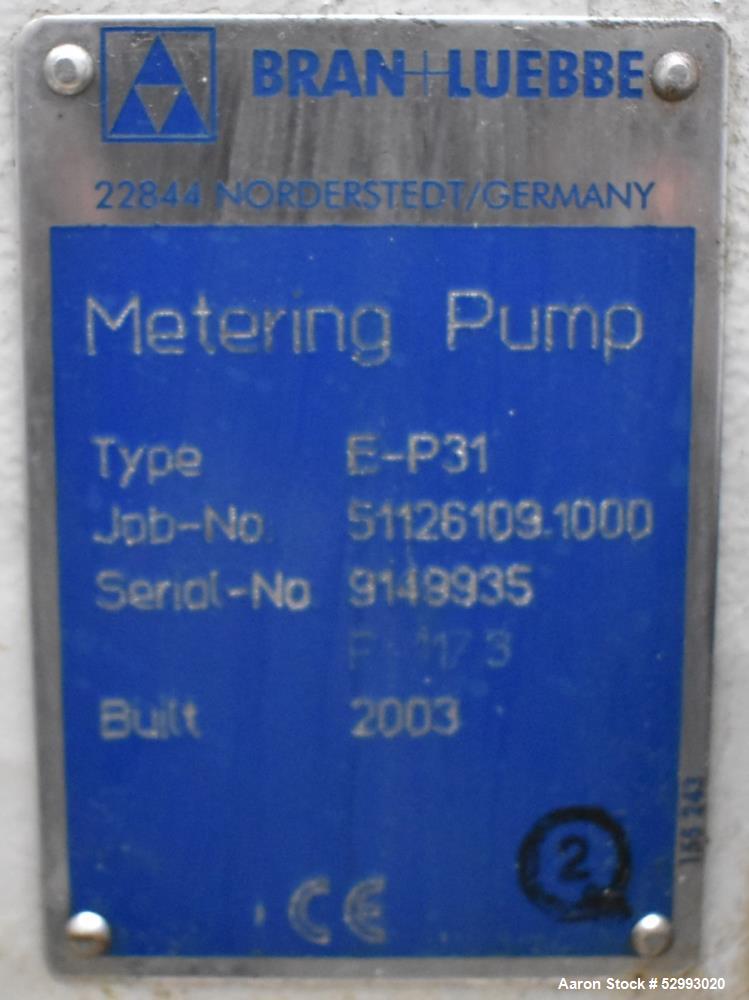 BRAN+LUEBBE
22844 NORDERSTEDT/GERMANY
Metering Pump
Type E-P31
Job-No. 51126109.1000
Serial-No 9149935
Built 2003
2
CE
Aaron Stock # 52993020